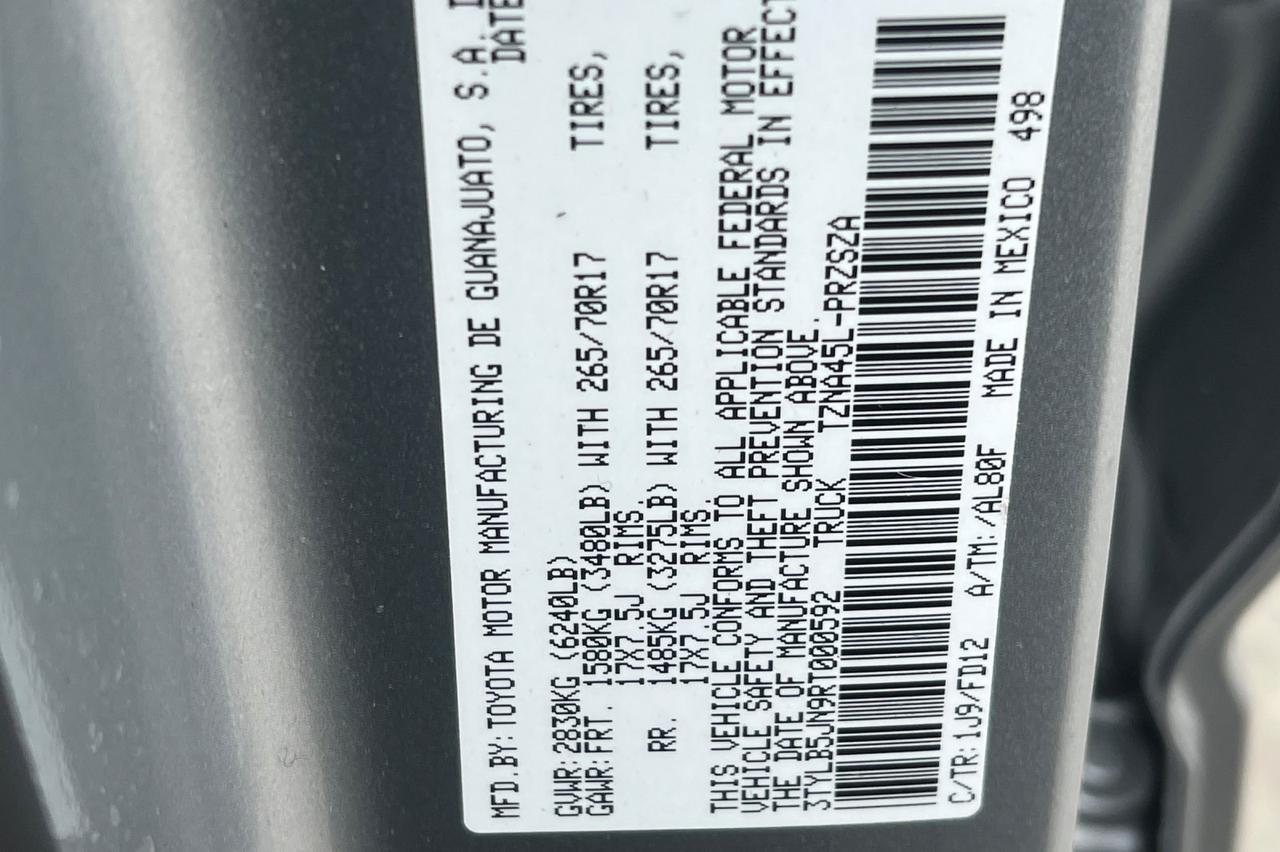 MFD.BY:TOYOTA MOTOR MANUFACTURING DE GUANAJUATO, S.A.
DATE
GVWR:2830KG (6240LB)
GAWR:FRT. 1580KG (3480LB) WITH 265/70R17 TIRES,
17X7.5J RIMS.
RR. 1485KG (3275LB) WITH 265/70R17 TIRES,
17X7.5J RIMS.
THIS VEHICLE CONFORMS TO ALL APPLICABLE FEDERAL MOTOR
VEHICLE SAFETY AND THEFT PREVENTION STANDARDS IN EFFECT
THE DATE OF MANUFACTURE SHOWN ABOVE.
3TYLB5JN9RT000592 TRUCK TZNA45L-PRZSZA
C/TR:1J9/FD12 A/TM:/AL80F MADE IN MEXICO 498